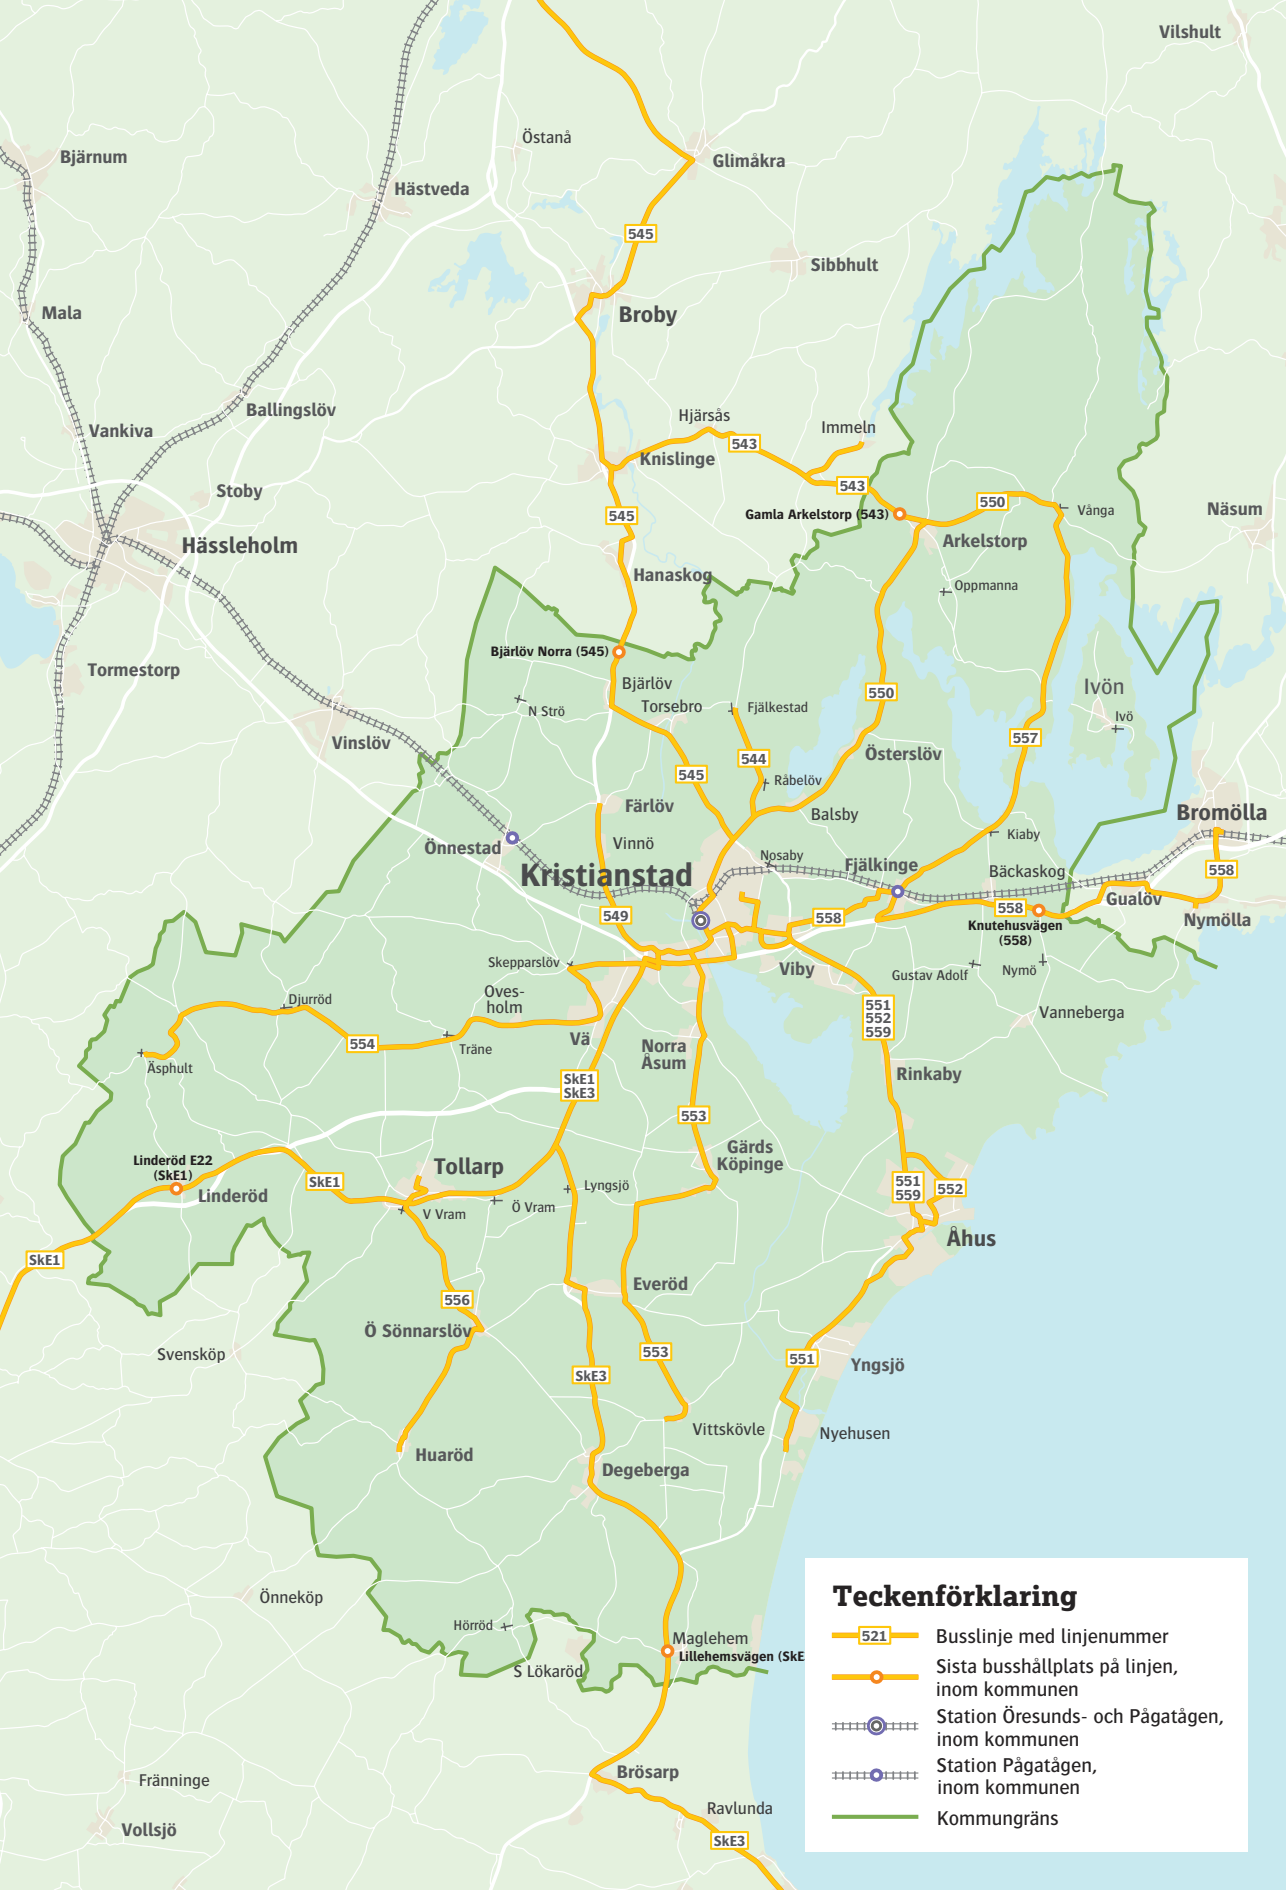 Vilshult
Östanå
Bjärnum
Glimåkra
Hästveda
545
Sibbhult
Mala
Broby
Ballingslöv
Hjärsås
Immeln
Vankiva
543
Knislinge
Stoby
543
550
Gamla Arkelstorp (543)
Vånga
Näsum
545
Hässleholm
Arkelstorp
Hanaskog
Oppmanna
Bjärlöv Norra (545)
Tormestorp
Bjärlöv
Ivön
550
Torsebro
Fjälkestad
N Strö
Ivö
Vinslöv
557
Österslöv
544
545
Råbelöv
Färlöv
Balsby
Bromölla
Kiaby
Vinnö
Önnestad
Nosaby
Fjälkinge
Kristianstad
Bäckaskog
558
Gualöv
549
558
558
Nymölla
Knutehusvägen
(558)
Skepparslöv
Viby
Gustav Adolf
Nymö
Oves-
holm
Djurröd
551
552
559
Vanneberga
554
Vä
Träne
Norra
Åsum
Äsphult
Rinkaby
SkE1
SkE3
553
Gärds
Köpinge
Linderöd E22
(SkE1)
Tollarp
Linderöd
SkE1
Lyngsjö
551
559
552
V Vram
Ö Vram
Åhus
SkE1
Everöd
556
Ö Sönnarslöv
Svensköp
553
551
Yngsjö
SkE3
Vittskövle
Nyehusen
Huaröd
Degeberga
Önneköp
Hörröd
Maglehem
Lillehemsvägen (SkE
S Lökaröd
Brösarp
Fränninge
Ravlunda
Vollsjö
SkE3
Teckenförklaring
521
Busslinje med linjenummer
Sista busshållplats på linjen,
inom kommunen
Station Öresunds- och Pågatågen,
inom kommunen
Station Pågatågen,
inom kommunen
Kommungräns